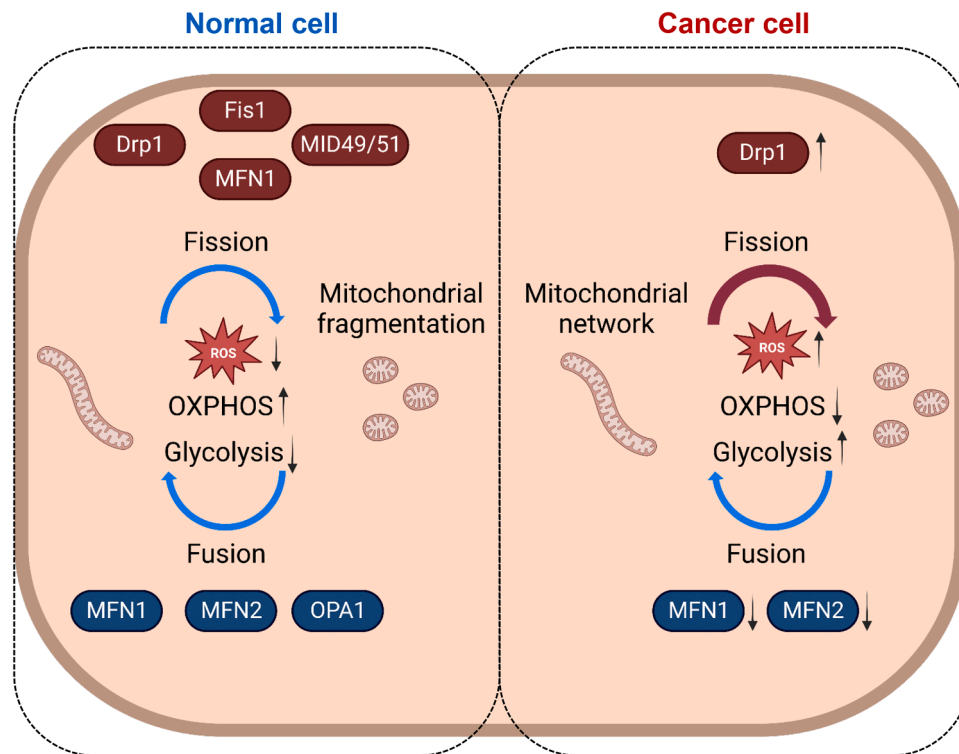 Normal cell
Fis1
Drp1
MID49/51
MFN1
Fission
Mitochondrial
fragmentation
ROS
OXPHOS
Glycolysis
Fusion
MFN1
MFN2
OPA1
Cancer cell
Drp1
Fission
Mitochondrial
network
ROS
OXPHOS
Glycolysis
Fusion
MFN1
MFN2